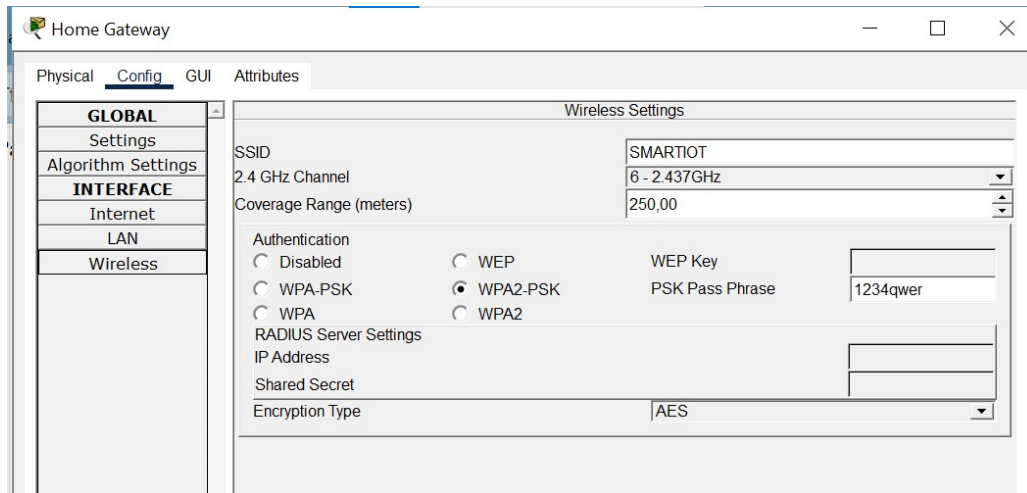 Home Gateway
Physical Config GUI Attributes
GLOBAL
Settings
Algorithm Settings
INTERFACE
Internet
LAN
Wireless
Wireless Settings
SSID SMARTIOT
2.4 GHz Channel 6 - 2.437GHz
Coverage Range (meters) 250,00
Authentication
Disabled WEP WEP Key
WPA-PSK WPA2-PSK PSK Pass Phrase 1234qwer
WPA WPA2
RADIUS Server Settings
IP Address
Shared Secret
Encryption Type AES